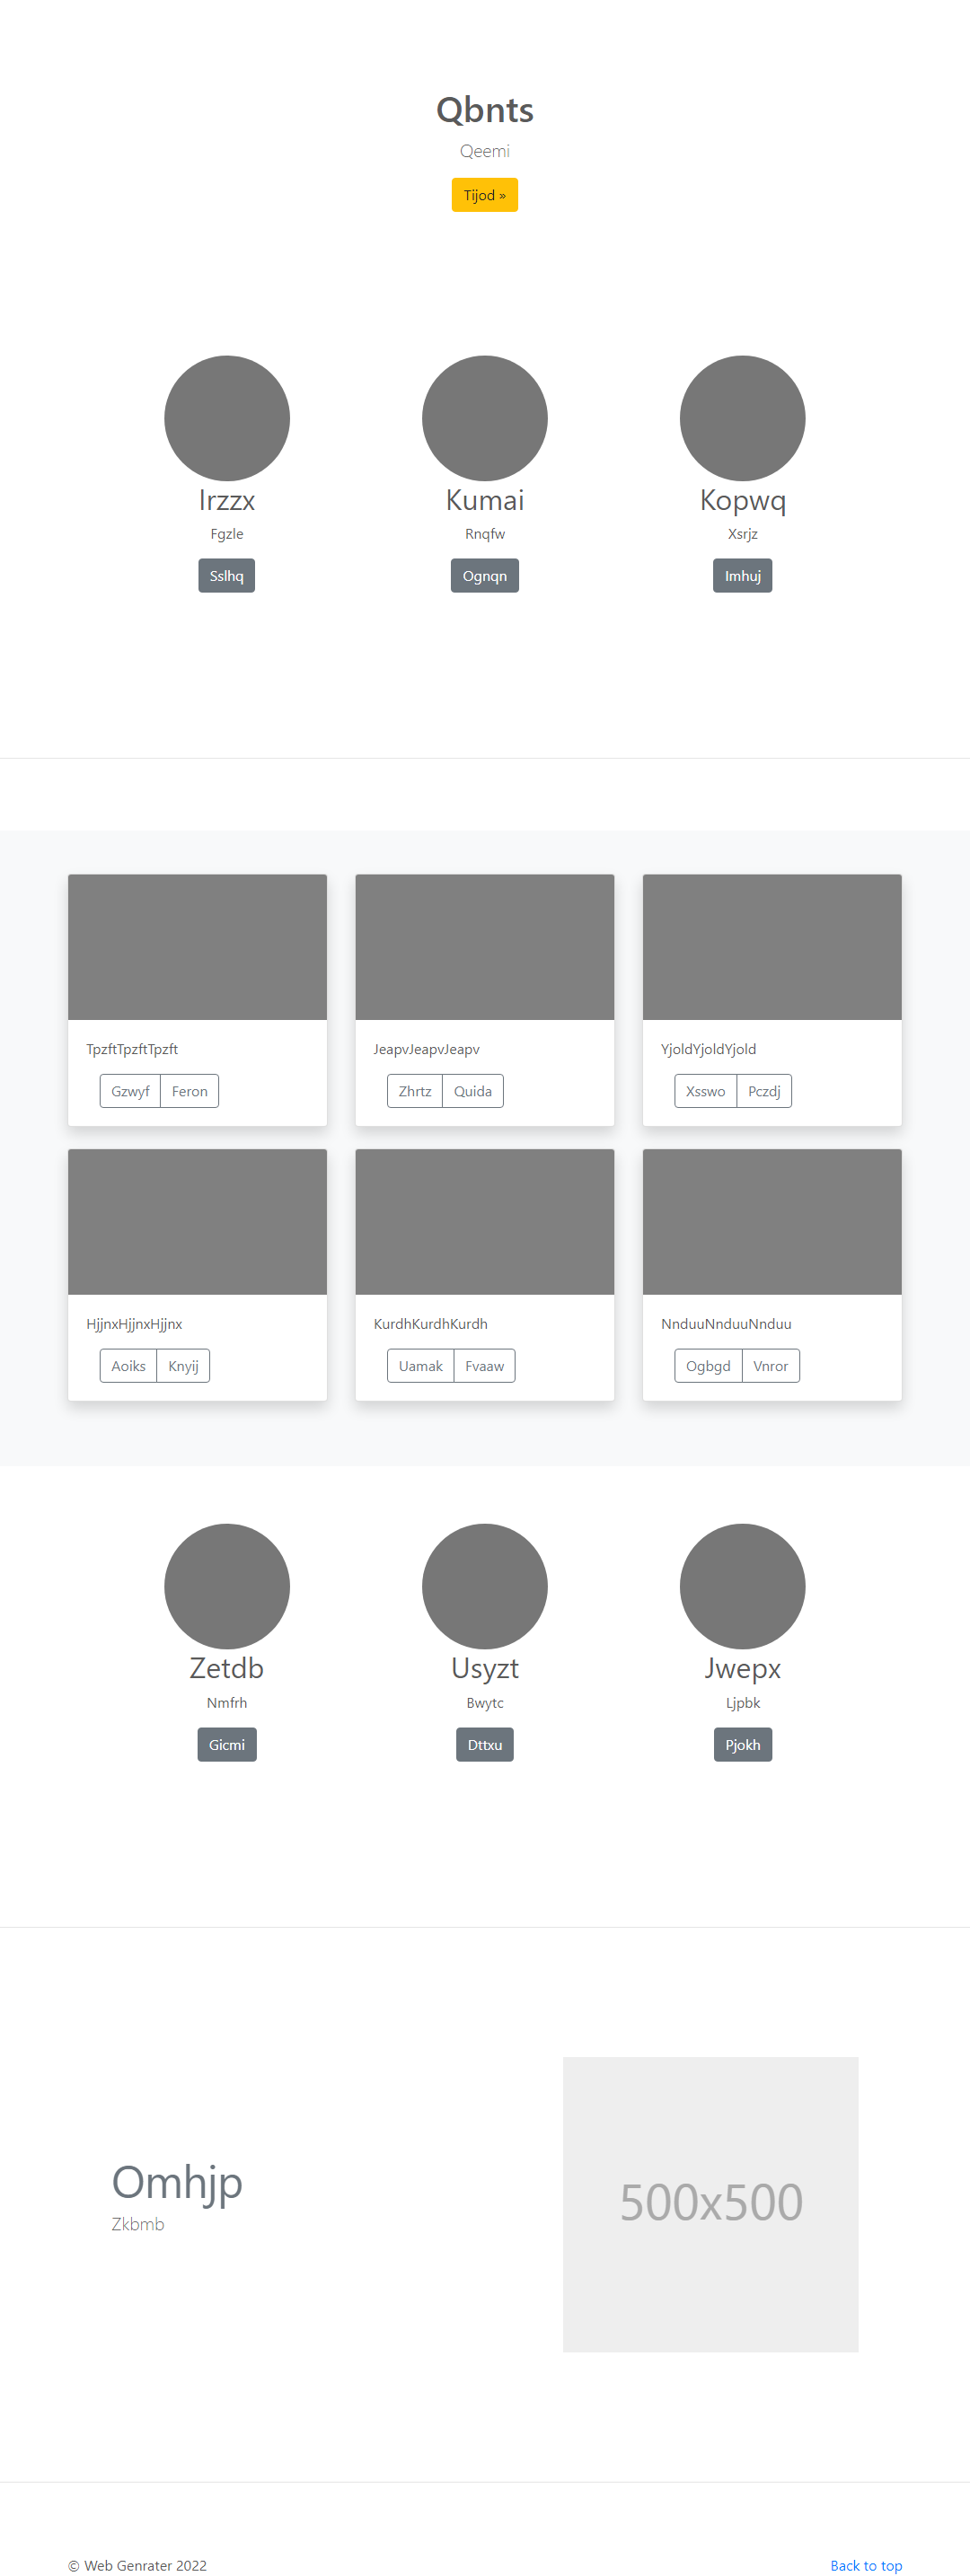 Qbnts
Qeemi
Tijod »
Irzzx
Fgzle
Sslhq
Kumai
Rnqfw
Ognqn
Kopwq
Xsrjz
Imhuj
TpzftTpzftTpzft
Gzwyf Feron
JeapvJeapvJeapv
Zhrtz Quida
YjoldYjoldYjold
Xsswo Pczdj
HjjnxHjjnxHjjnx
Aoiks Knyij
KurdhKurdhKurdh
Uamak Fvaaw
NnduuNnduuNnduu
Ogbgd Vnror
Zetdb
Nmfrh
Gicmi
Usyzt
Bwytc
Dttxu
Jwepx
Ljpbk
Pjokh
Omhjp
Zkbmb
500x500
© Web Genrater 2022
Back to top